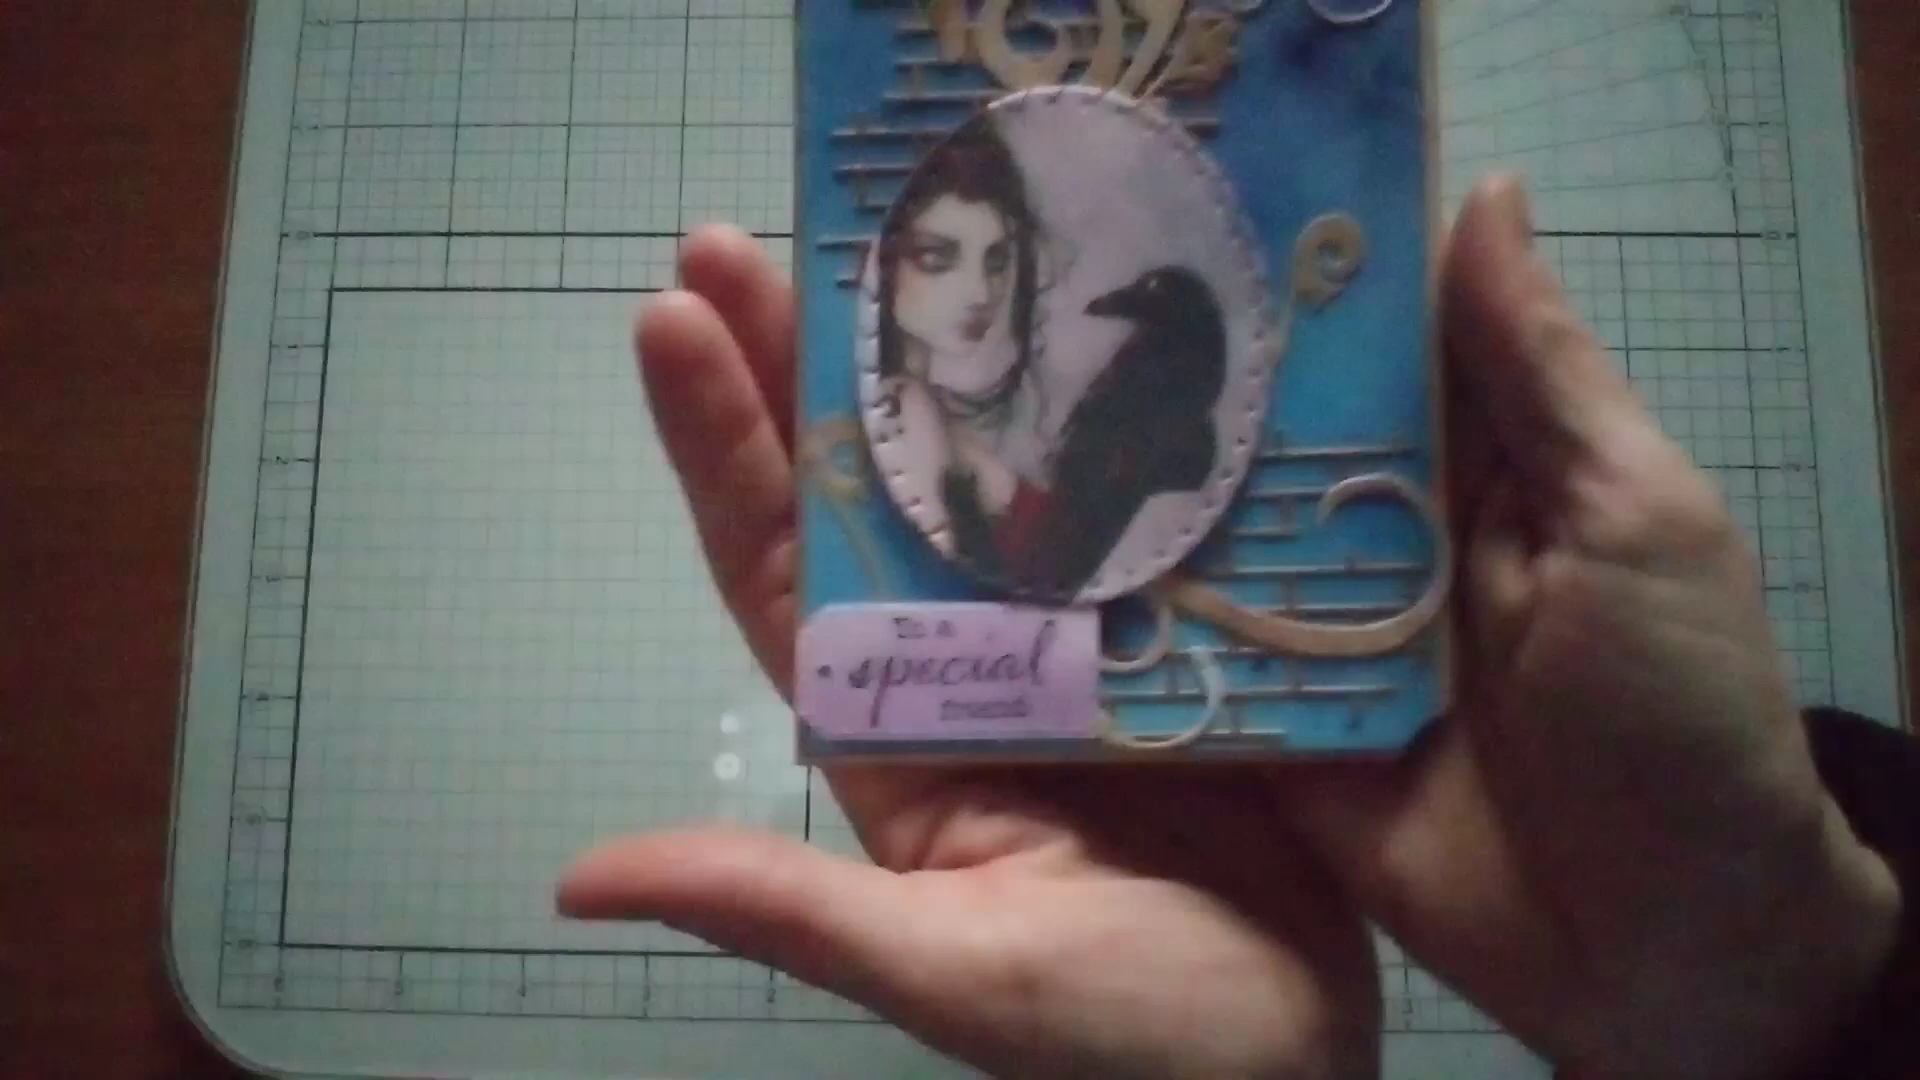 To a
special
friend